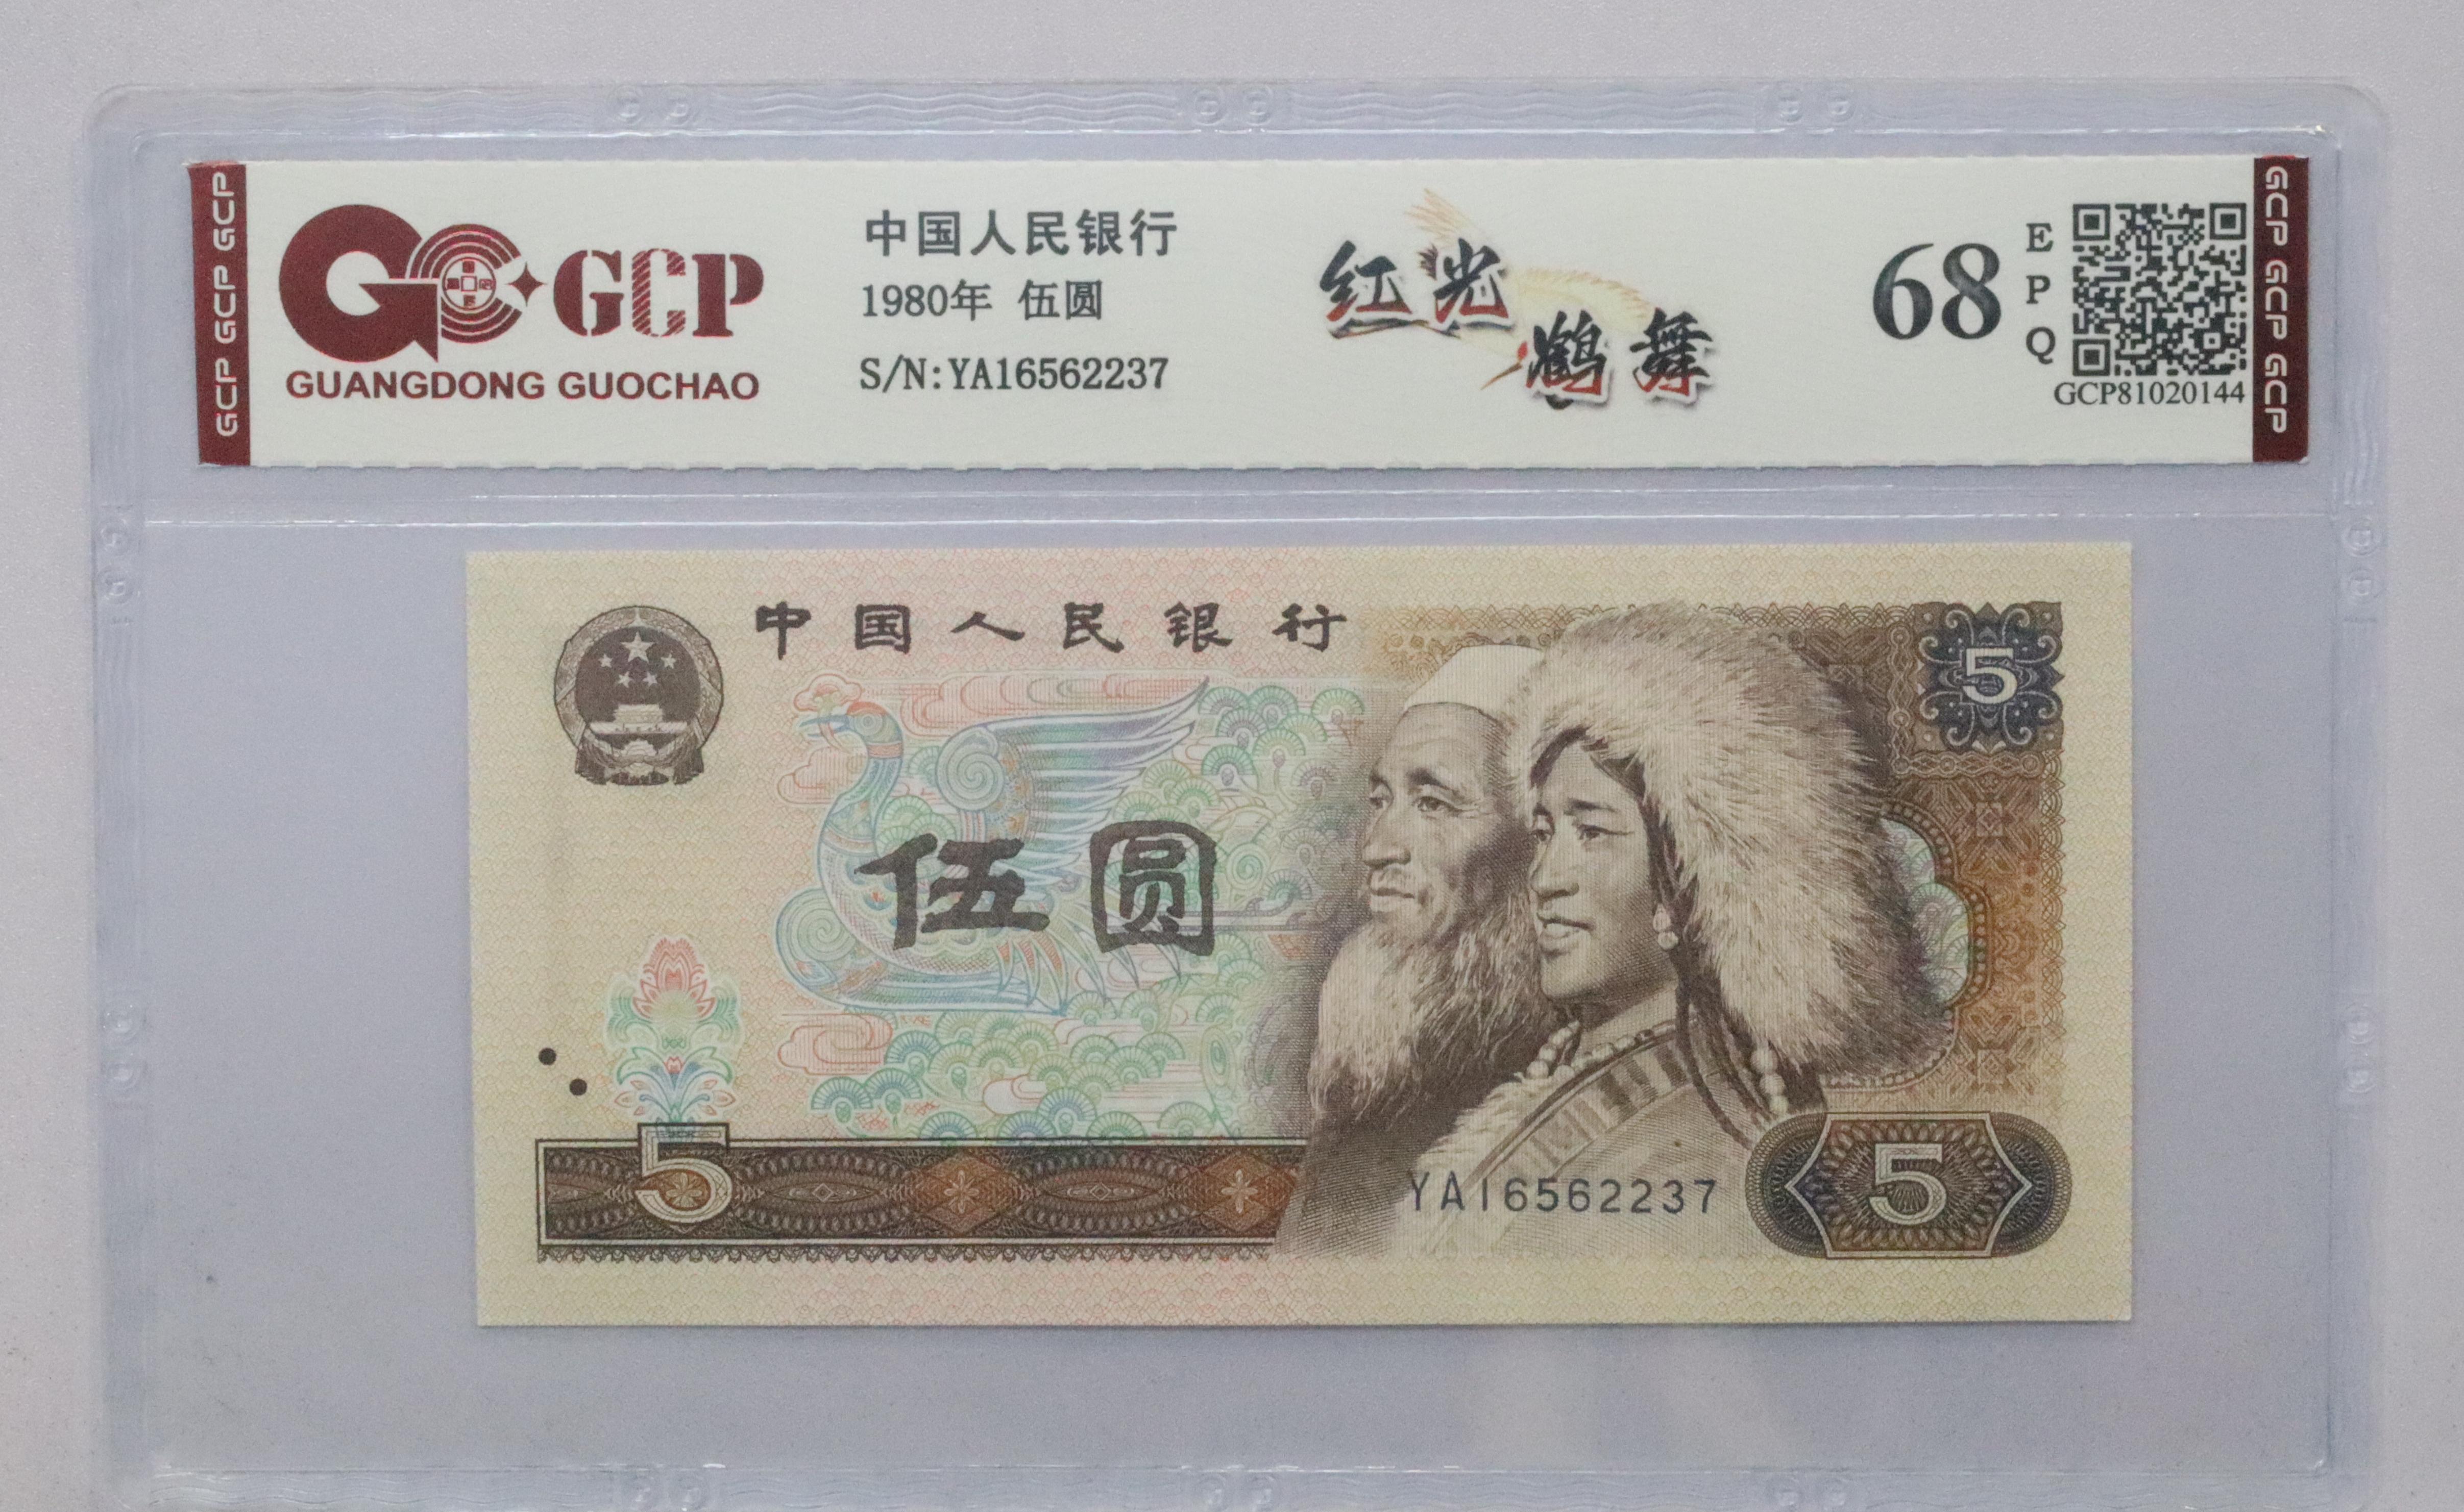 GCP GCP GCP
GCP
GUANGDONG GUOCHAO
中国人民银行
1980年 伍圆
S/N:YA16562237
红光
鹤舞
68
E
P
Q
GCP81020144
GCP GCP GCP
中国人民银行
5
伍圆
5
YA16562237
5